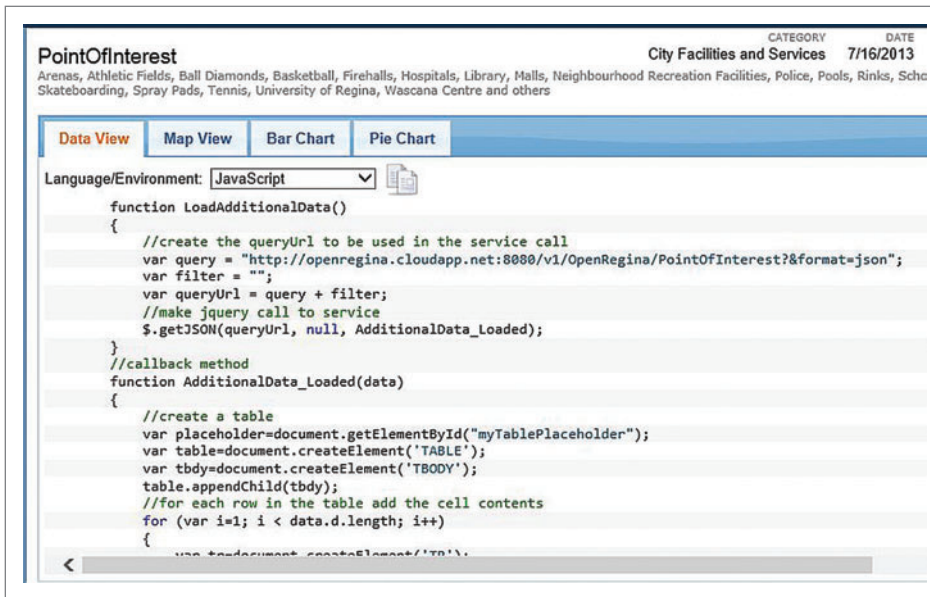 CATEGORY DATE
PointOfInterest City Facilities and Services 7/16/2013
Arenas, Athletic Fields, Ball Diamonds, Basketball, Firehalls, Hospitals, Library, Malls, Neighbourhood Recreation Facilities, Police, Pools, Rinks,
Skateboarding, Spray Pads, Tennis, University of Regina, Wascana Centre and others
Data View Map View Bar Chart Pie Chart
Language/Environment: JavaScript
function LoadAdditionalData()
{
//create the queryUrl to be used in the service call
var query = "http://openregina.cloudapp.net:8080/v1/OpenRegina/PointOfInterest?&format=json";
var filter = "";
var queryUrl = query + filter;
//make jquery call to service
$.getJSON(queryUrl, null, AdditionalData_Loaded);
}
//callback method
function AdditionalData_Loaded(data)
{
//create a table
var placeholder=document.getElementById("myTablePlaceholder");
var table=document.createElement('TABLE');
var tbdy=document.createElement('TBODY');
table.appendChild(tbdy);
//for each row in the table add the cell contents
for (var i=1; i < data.d.length; i++)
{